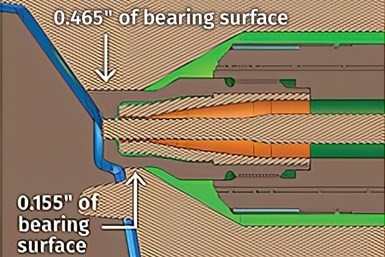 0.465" of bearing surface
0.155" of
bearing
surface